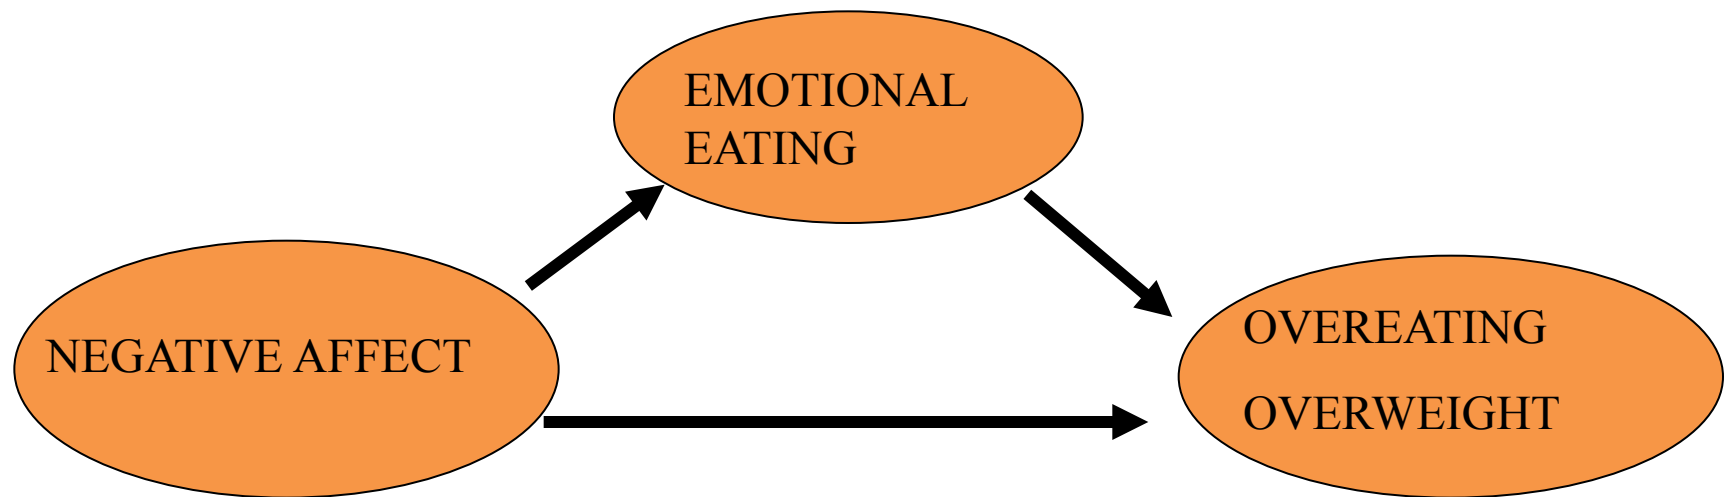 EMOTIONAL
EATING
NEGATIVE AFFECT
OVEREATING
OVERWEIGHT